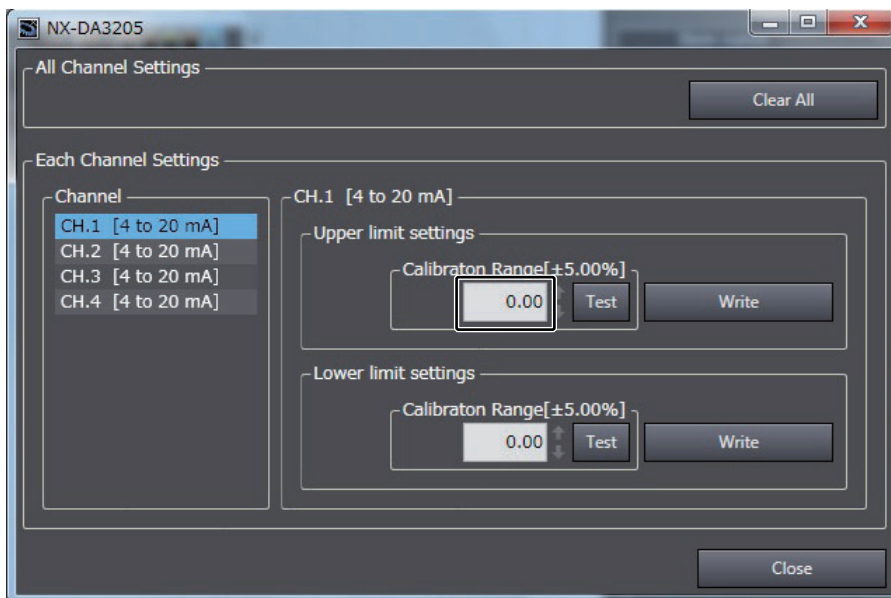 NX-DA3205
All Channel Settings
Clear All
Each Channel Settings
Channel
CH.1 [4 to 20 mA]
CH.2 [4 to 20 mA]
CH.3 [4 to 20 mA]
CH.4 [4 to 20 mA]
CH.1 [4 to 20 mA]
Upper limit settings
Calibraton Range[±5.00%]
0.00 Test Write
Lower limit settings
Calibraton Range[±5.00%]
0.00 Test Write
Close